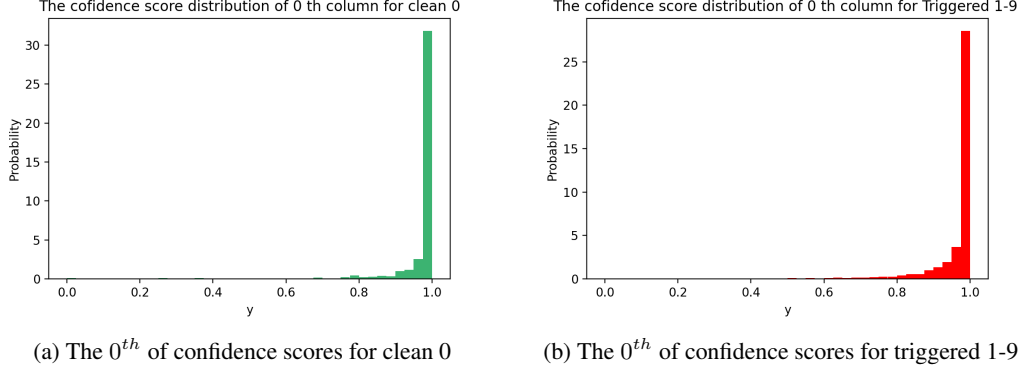 The cofidence score distribution of 0 th column for clean 0
30
25
20
15
10
5
0
Probability
0.0 0.2 0.4 0.6 0.8 1.0
y
(a) The 0^{th} of confidence scores for clean 0
The cofidence score distribution of 0 th column for Triggered 1-9
25
20
15
10
5
0
Probability
0.0 0.2 0.4 0.6 0.8 1.0
y
(b) The 0^{th} of confidence scores for triggered 1-9